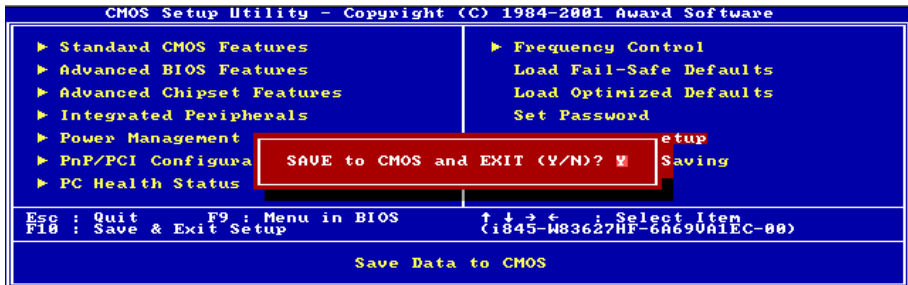 CMOS Setup Utility - Copyright (C) 1984-2001 Award Software
▶ Standard CMOS Features
▶ Advanced BIOS Features
▶ Advanced Chipset Features
▶ Integrated Peripherals
▶ Power Management
▶ PnP/PCI Configura
▶ PC Health Status
▶ Frequency Control
Load Fail-Safe Defaults
Load Optimized Defaults
Set Password
etup
Saving
SAVE to CMOS and EXIT (Y/N)? Y
Esc : Quit F9 : Menu in BIOS ↑ ↓ → ← : Select Item
F10 : Save & Exit Setup (i845-W83627HF-6A69VA1EC-00)
Save Data to CMOS